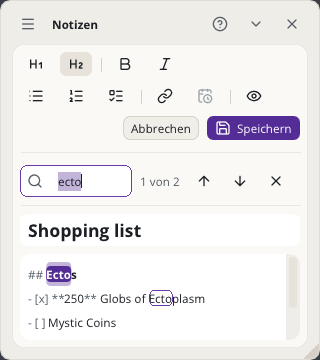 Notizen
H1 H2 B I
Abbrechen Speichern
ecto 1 von 2
Shopping list
## Ectos
- [x] **250** Globs of Ectoplasm
- [ ] Mystic Coins